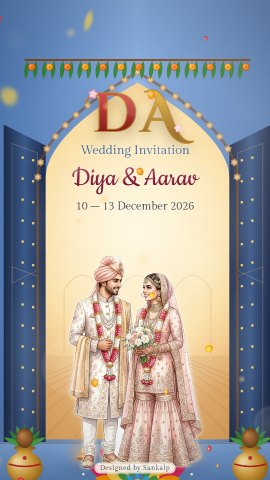 DA
Wedding Invitation
Diya & Aarav
10 — 13 December 2026
Designed by Sankalp